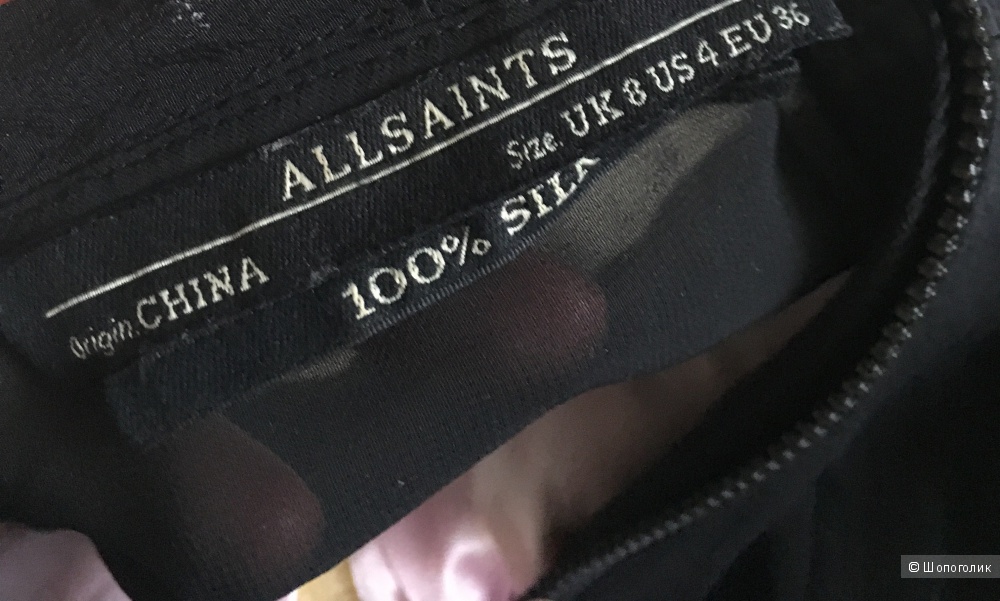 ALLSAINTS
Size: UK 8 US 4 EU 36
Origin: CHINA
100% SILK
© Шопоголик